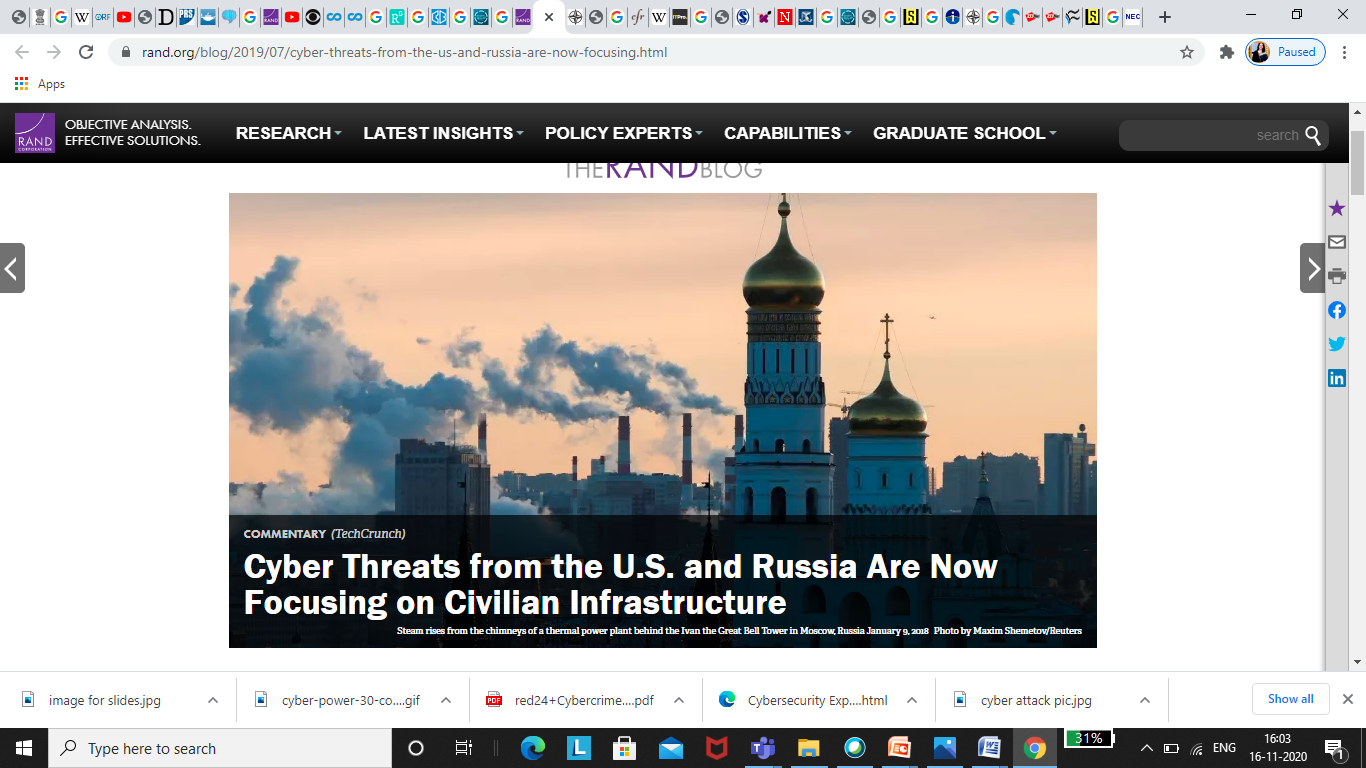 rand.org/blog/2019/07/cyber-threats-from-the-us-and-russia-are-now-focusing.html
Paused
Apps
RAND
CORPORATION
OBJECTIVE ANALYSIS.
EFFECTIVE SOLUTIONS.
RESEARCH LATEST INSIGHTS POLICY EXPERTS CAPABILITIES GRADUATE SCHOOL
search
THERANDBLOG
COMMENTARY (TechCrunch)
Cyber Threats from the U.S. and Russia Are Now
Focusing on Civilian Infrastructure
Steam rises from the chimneys of a thermal power plant behind the Ivan the Great Bell Tower in Moscow, Russia January 9, 2018 Photo by Maxim Shemetov/Reuters
image for slides.jpg cyber-power-30-co....gif red24+Cybercrime....pdf Cybersecurity Exp....html cyber attack pic.jpg Show all
Type here to search
31%
ENG
16:03
16-11-2020
1